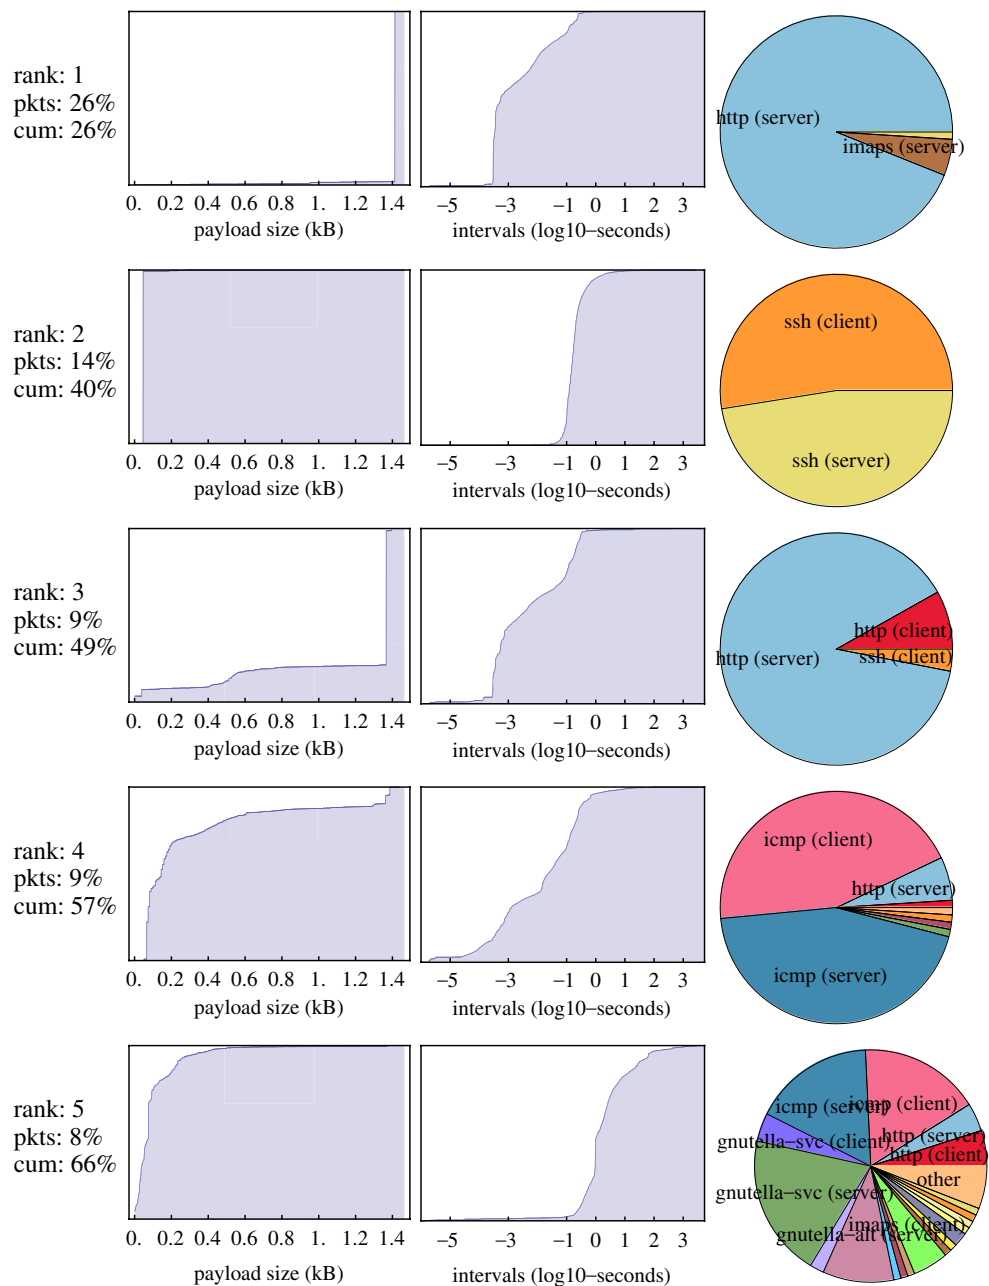 rank: 1
pkts: 26%
cum: 26%
0. 0.2 0.4 0.6 0.8 1. 1.2 1.4
payload size (kB)
−5 −3 −1 0 1 2 3
intervals (log10−seconds)
http (server)
imaps (server)
rank: 2
pkts: 14%
cum: 40%
0. 0.2 0.4 0.6 0.8 1. 1.2 1.4
payload size (kB)
−5 −3 −1 0 1 2 3
intervals (log10−seconds)
ssh (client)
ssh (server)
rank: 3
pkts: 9%
cum: 49%
0. 0.2 0.4 0.6 0.8 1. 1.2 1.4
payload size (kB)
−5 −3 −1 0 1 2 3
intervals (log10−seconds)
http (client)
http (server)
ssh (client)
rank: 4
pkts: 9%
cum: 57%
0. 0.2 0.4 0.6 0.8 1. 1.2 1.4
payload size (kB)
−5 −3 −1 0 1 2 3
intervals (log10−seconds)
icmp (client)
http (server)
icmp (server)
rank: 5
pkts: 8%
cum: 66%
0. 0.2 0.4 0.6 0.8 1. 1.2 1.4
payload size (kB)
−5 −3 −1 0 1 2 3
intervals (log10−seconds)
icmp (server)
icmp (client)
gnutella−svc (client)
http (server)
http (client)
other
gnutella−svc (server)
imaps (client)
gnutella−alt (server)